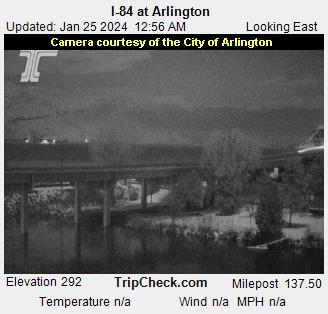 I-84 at Arlington
Updated: Jan 25 2024 12:56 AM Looking East
Camera courtesy of the City of Arlington
Elevation 292 TripCheck.com Milepost 137.50
Temperature n/a Wind n/a MPH n/a